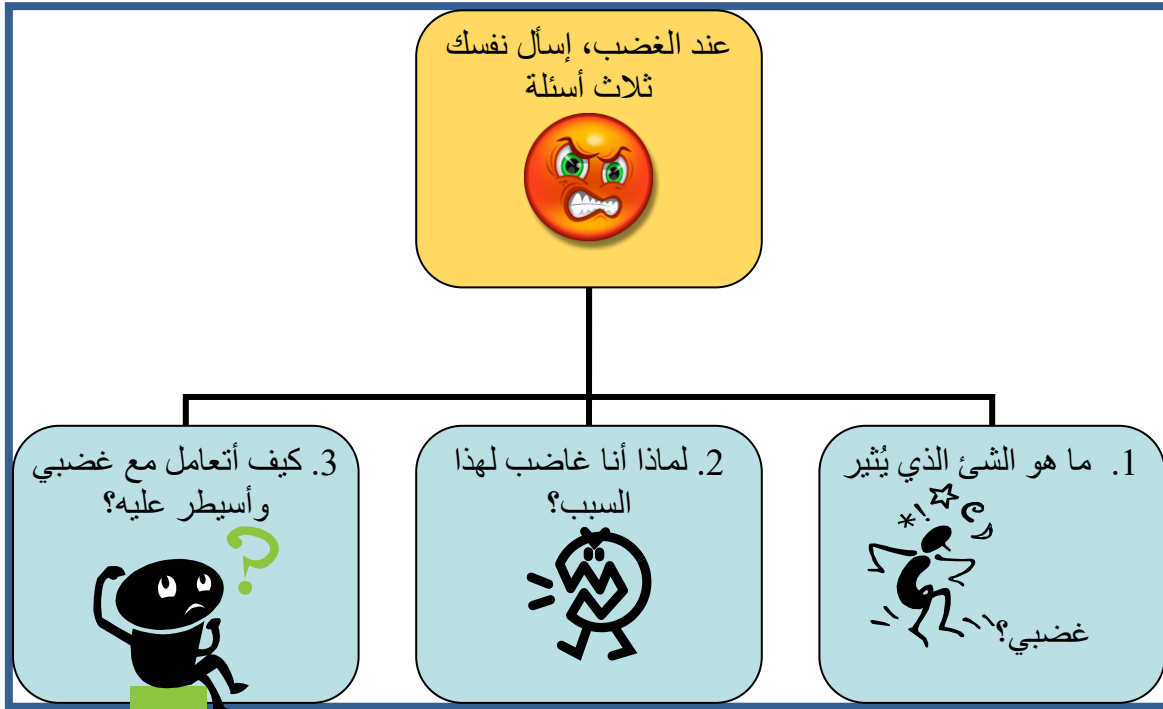 عند الغضب، إسأل نفسك
ثلاث أسئلة
1. ما هو الشئ الذي يُثير
غضبي؟
2. لماذا أنا غاضب لهذا
السبب؟
3. كيف أتعامل مع غضبي
وأسيطر عليه؟